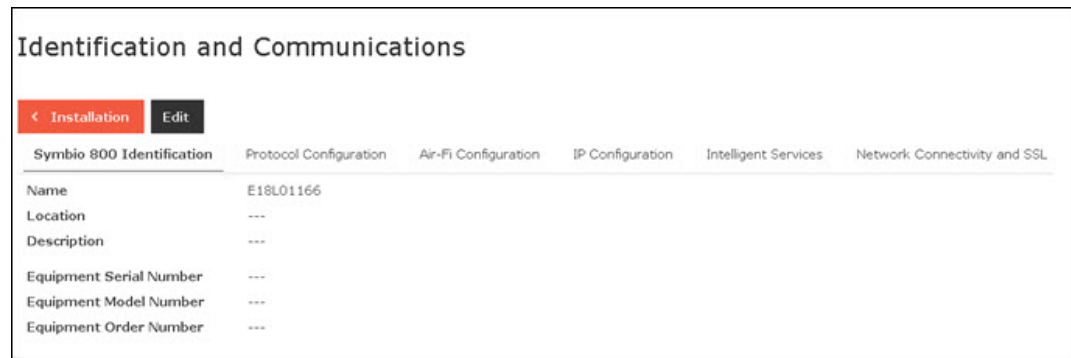 Identification and Communications
< Installation Edit
Symbio 800 Identification Protocol Configuration Air-Fi Configuration IP Configuration Intelligent Services Network Connectivity and SSL
Name E18L01166
Location ---
Description ---
Equipment Serial Number ---
Equipment Model Number ---
Equipment Order Number ---